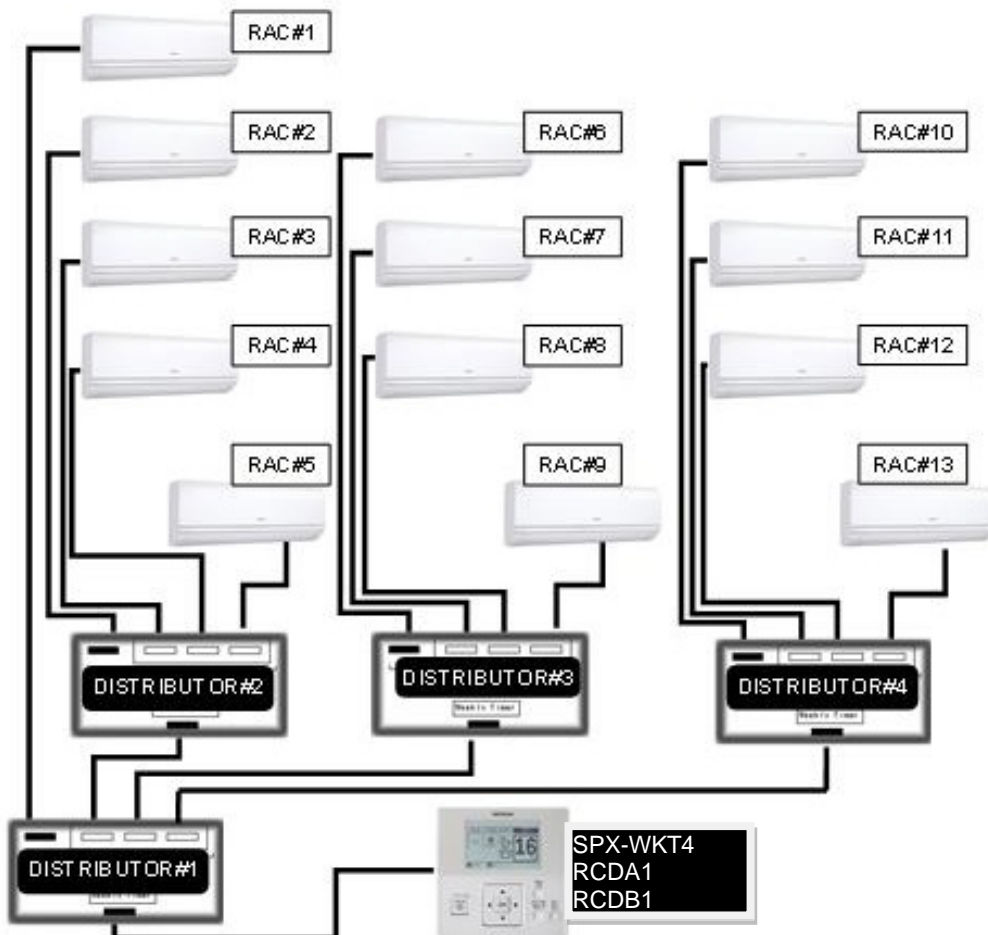 RAC#1
RAC#2
RAC#6
RAC#10
RAC#3
RAC#7
RAC#11
RAC#4
RAC#8
RAC#12
RAC#5
RAC#9
RAC#13
DISTRIBUTOR#2
DISTRIBUTOR#3
DISTRIBUTOR#4
Weekly Timer
Weekly Timer
DISTRIBUTOR#1
16
SPX-WKT4
RCDA1
RCDB1